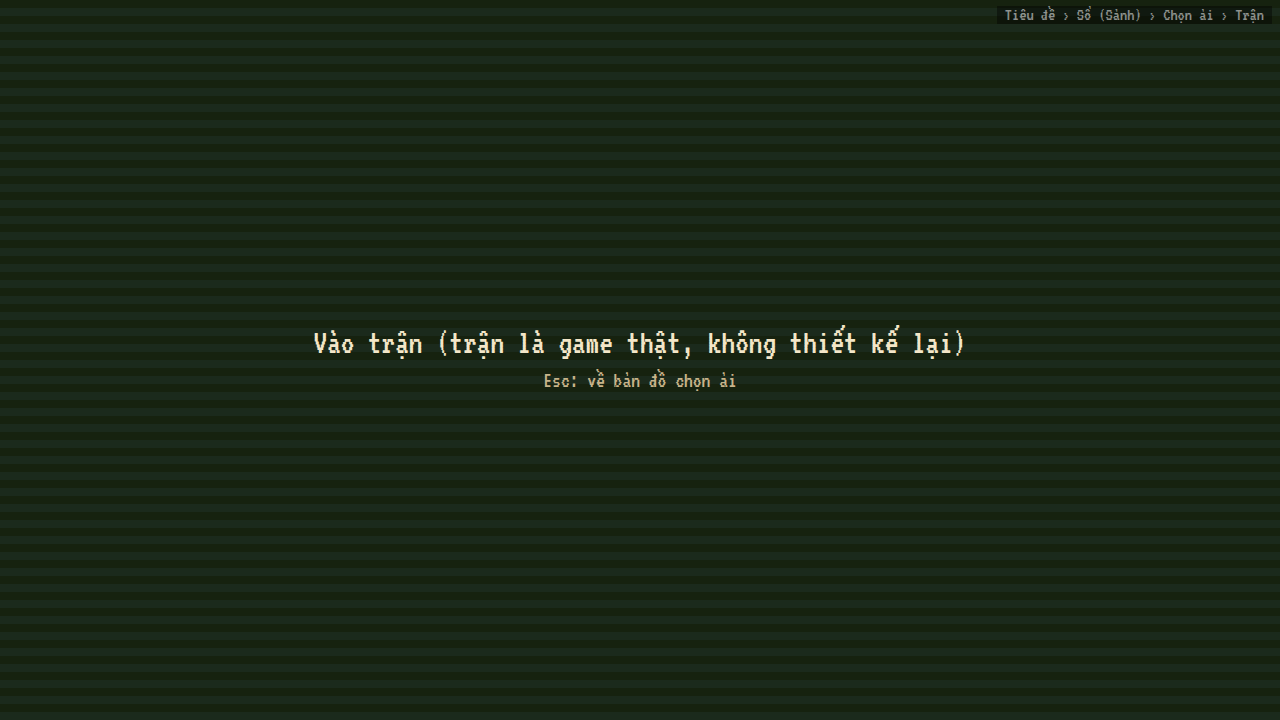 Tiêu đề › Sổ (Sảnh) › Chọn ải › Trận
Vào trận (trận là game thật, không thiết kế lại)
Esc: về bản đồ chọn ải